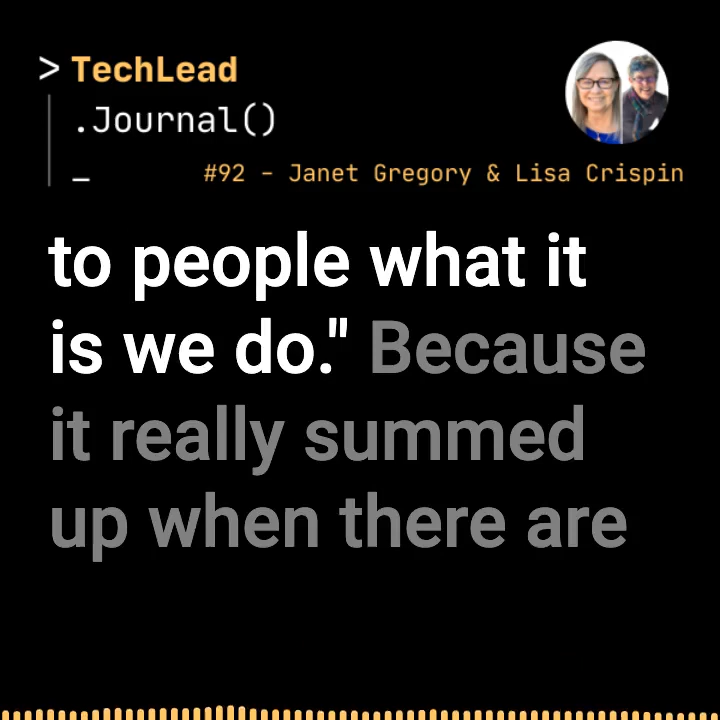 > TechLead
.Journal()
_
#92 - Janet Gregory & Lisa Crispin
to people what it
is we do." Because
it really summed
up when there are